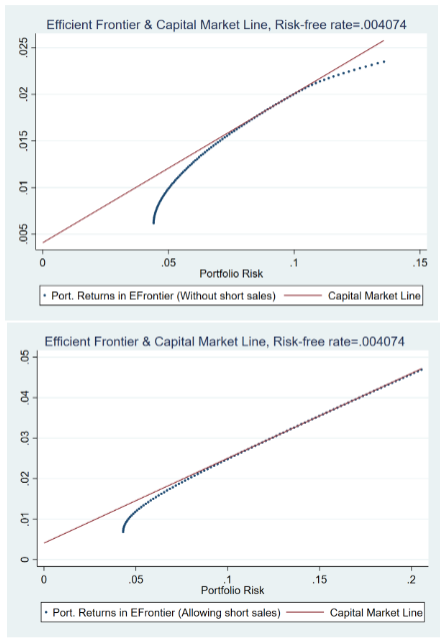 Efficient Frontier & Capital Market Line, Risk-free rate=.004074
.025
.02
.015
.01
.005
0 .05 .1 .15
Portfolio Risk
Port. Returns in EFrontier (Without short sales) Capital Market Line
Efficient Frontier & Capital Market Line, Risk-free rate=.004074
.05
.04
.03
.02
.01
0
0 .05 .1 .15 .2
Portfolio Risk
Port. Returns in EFrontier (Allowing short sales) Capital Market Line